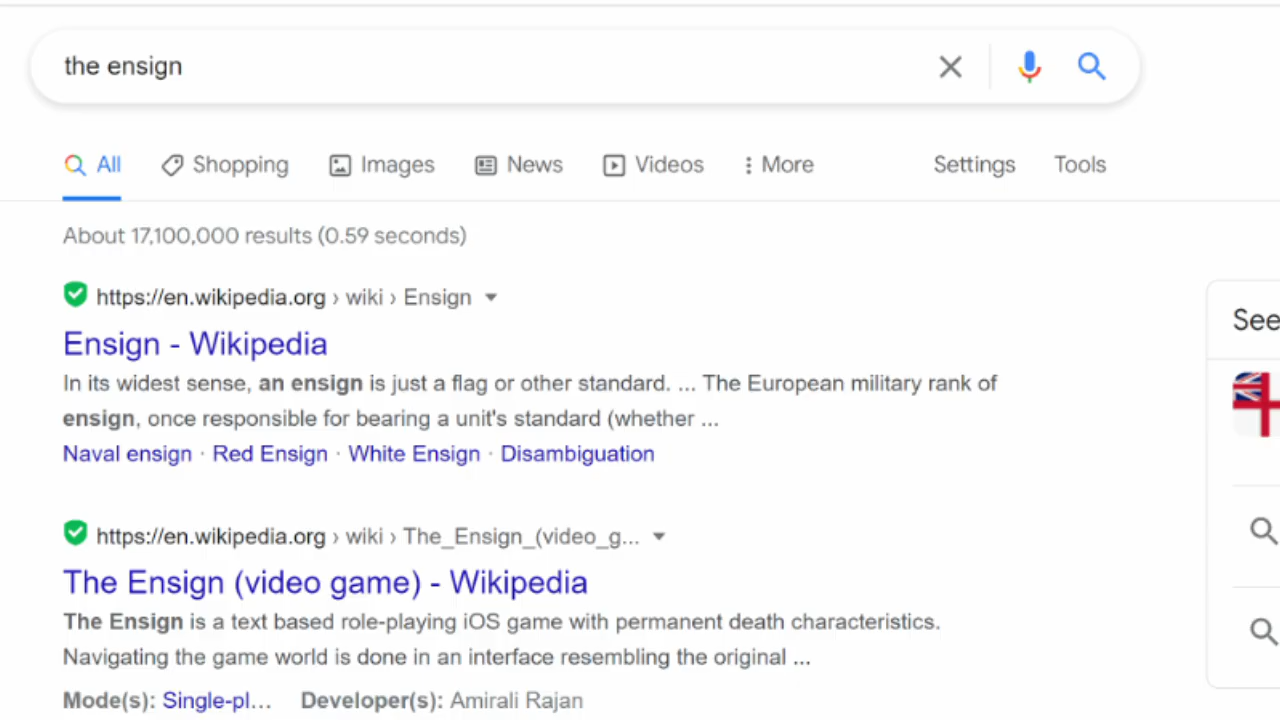 the ensign
All Shopping Images News Videos More Settings Tools
About 17,100,000 results (0.59 seconds)
https://en.wikipedia.org › wiki › Ensign
Ensign - Wikipedia
In its widest sense, an ensign is just a flag or other standard. ... The European military rank of
ensign, once responsible for bearing a unit's standard (whether ...
Naval ensign · Red Ensign · White Ensign · Disambiguation
https://en.wikipedia.org › wiki › The_Ensign_(video_g...
The Ensign (video game) - Wikipedia
The Ensign is a text based role-playing iOS game with permanent death characteristics.
Navigating the game world is done in an interface resembling the original ...
Mode(s): Single-pl... Developer(s): Amirali Rajan
See